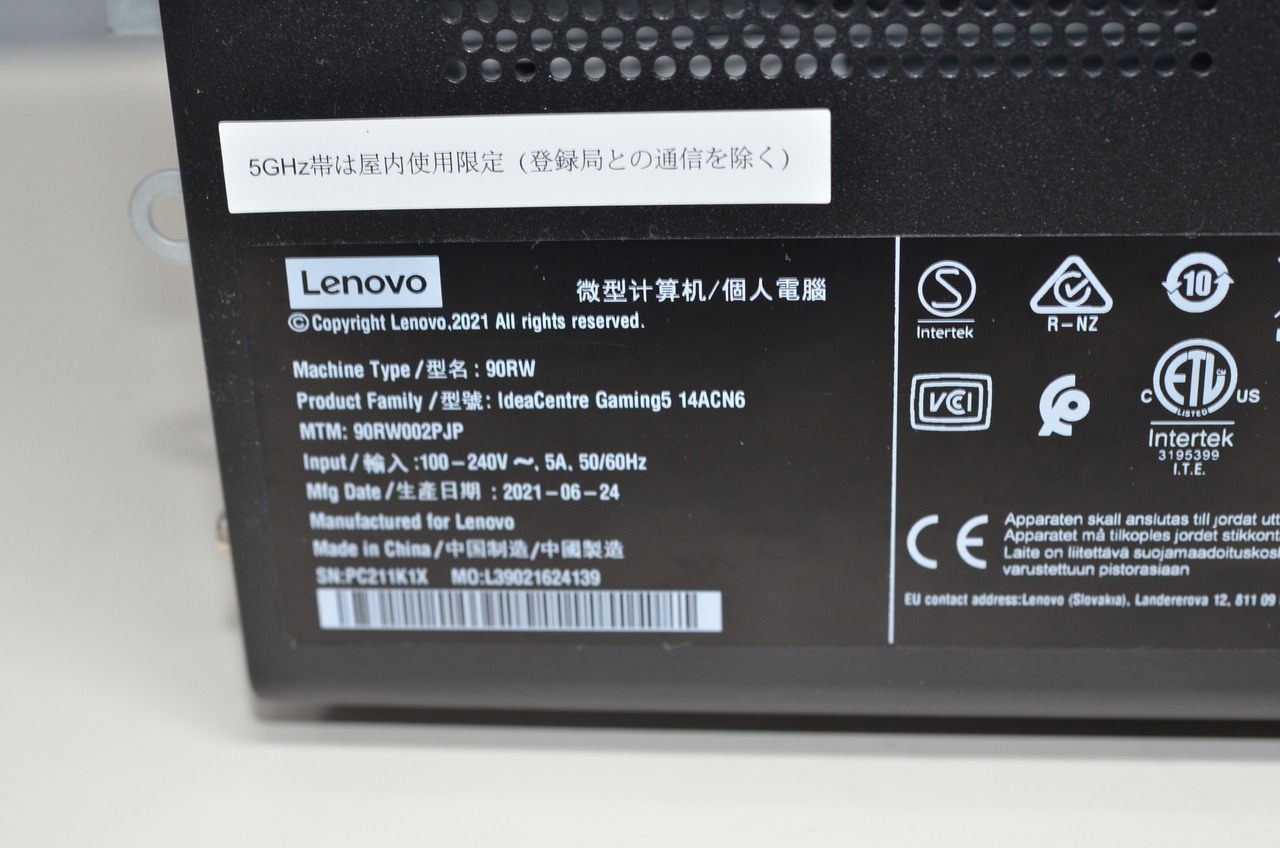 5GHz帯は屋内使用限定 (登録局との通信を除く)
Lenovo
微型计算机/個人電腦
©Copyright Lenovo.2021 All rights reserved.
Machine Type/型名: 90RW
Product Family/型號: IdeaCentre Gaming5 14ACN6
MTM: 90RW002PJP
Input/輸入:100-240V ～, 5A, 50/60Hz
Mfg Date/生產日期 : 2021-06-24
Manufactured for Lenovo
Made in China/中国制造/中國製造
SN:PC211K1X MO:L39021624139
S
Intertek
R-NZ
10
VCCI
C ETL CM US
LISTED
Intertek
3195399
I.T.E.
CE
Apparaten skall anslutas till jordat utt
Apparatet må tilkoples jordet stikkont
Laite on liitettävä suojamaadoituskos
varustettuun pistorasiaan
EU contact address:Lenovo (Slovakia), Landererova 12, 811 09